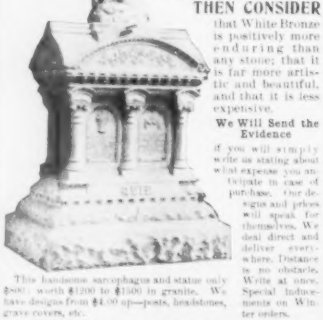 THEN CONSIDER
that White Bronze
is positively more
enduring than
any stone; that it
is far more artis-
tic and beautiful,
and that it is less
expensive.
We Will Send the
Evidence
if you will simply
write us stating about
what expense you an-
ticipate in case of
purchase. Our de-
signs and prices
will speak for
themselves. We
deal direct and
deliver every-
where. Distance
is no obstacle.
Write at once.
Special Induce-
ments on Win-
ter orders.
This handsome sarcophagus and statue only
$800; worth $1200 to $1500 in granite. We
have designs from $4.00 up—posts, headstones,
grave covers, etc.